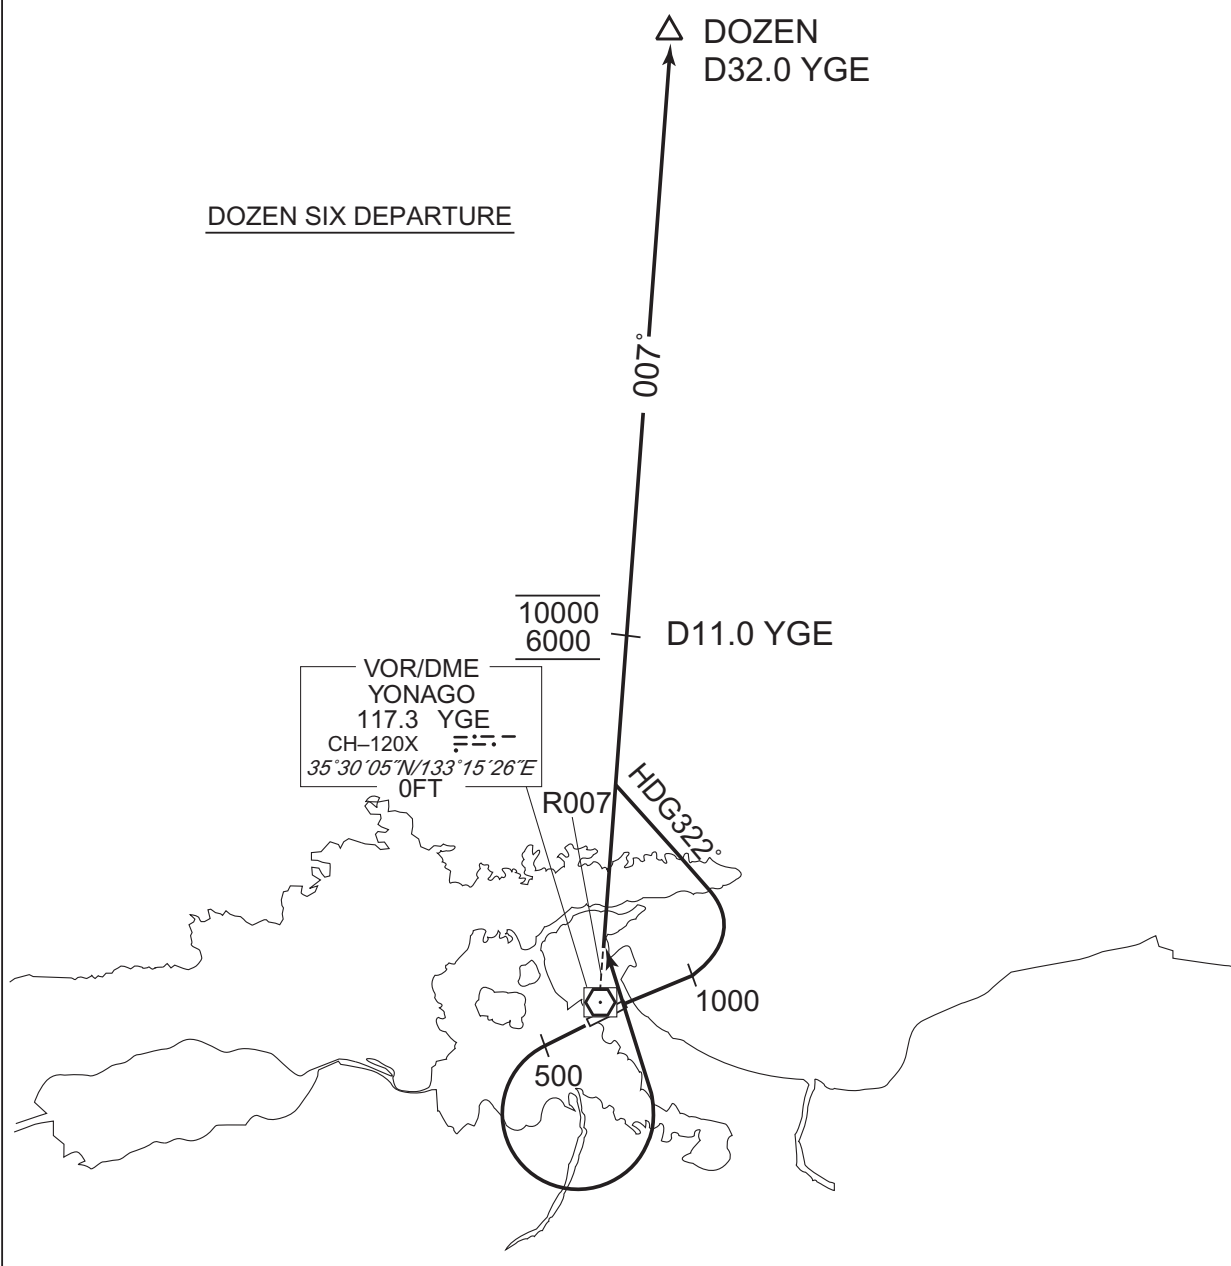 DOZEN
D32.0 YGE
DOZEN SIX DEPARTURE
007°
10000
6000
D11.0 YGE
VOR/DME
YONAGO
117.3 YGE
CH–120X
35°30´05˝N/133°15´26˝E
0FT
R007
HDG322°
1000
500